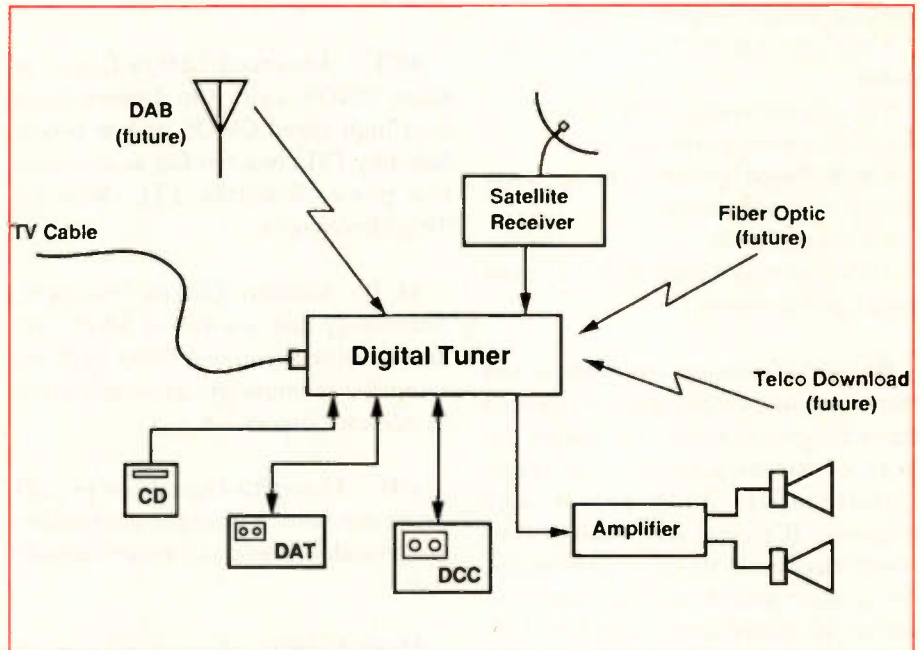 DAB
(future)
Satellite
Receiver
Fiber Optic
(future)
TV Cable
Digital Tuner
Telco Download
(future)
CD
DAT
DCC
Amplifier